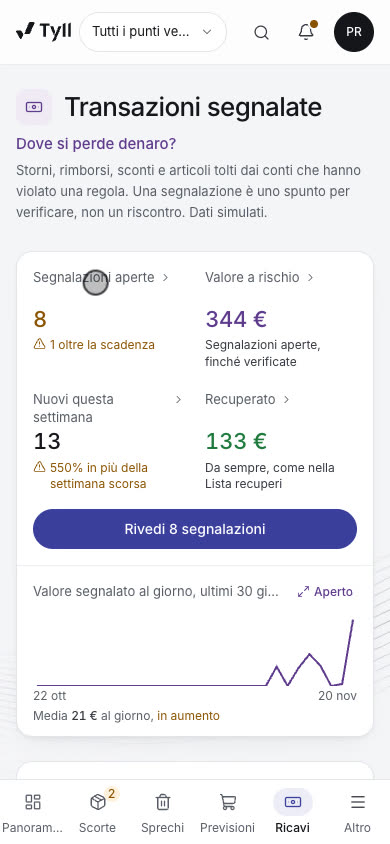 Tyll
Tutti i punti ve...
PR
Transazioni segnalate
Dove si perde denaro?
Storni, rimborsi, sconti e articoli tolti dai conti che hanno
violato una regola. Una segnalazione è uno spunto per
verificare, non un riscontro. Dati simulati.
Segnalazioni aperte
Valore a rischio
8
344 €
1 oltre la scadenza
Segnalazioni aperte,
finché verificate
Nuovi questa
settimana
Recuperato
13
133 €
550% in più della
settimana scorsa
Da sempre, come nella
Lista recuperi
Rivedi 8 segnalazioni
Valore segnalato al giorno, ultimi 30 gi...
Aperto
22 ott
20 nov
Media 21 € al giorno, in aumento
2
Panoram...
Scorte
Sprechi
Previsioni
Ricavi
Altro